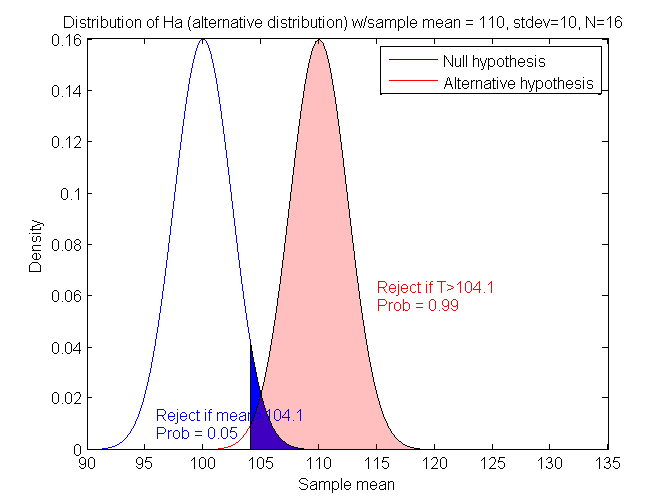 Distribution of Ha (alternative distribution) w/sample mean = 110, stdev=10, N=16
0.16
Null hypothesis
Alternative hypothesis
0.14
0.12
0.1
0.08
Density
0.06
Reject if T>104.1
Prob = 0.99
0.04
0.02
Reject if mean 104.1
Prob = 0.05
0
90 95 100 105 110 115 120 125 130 135
Sample mean